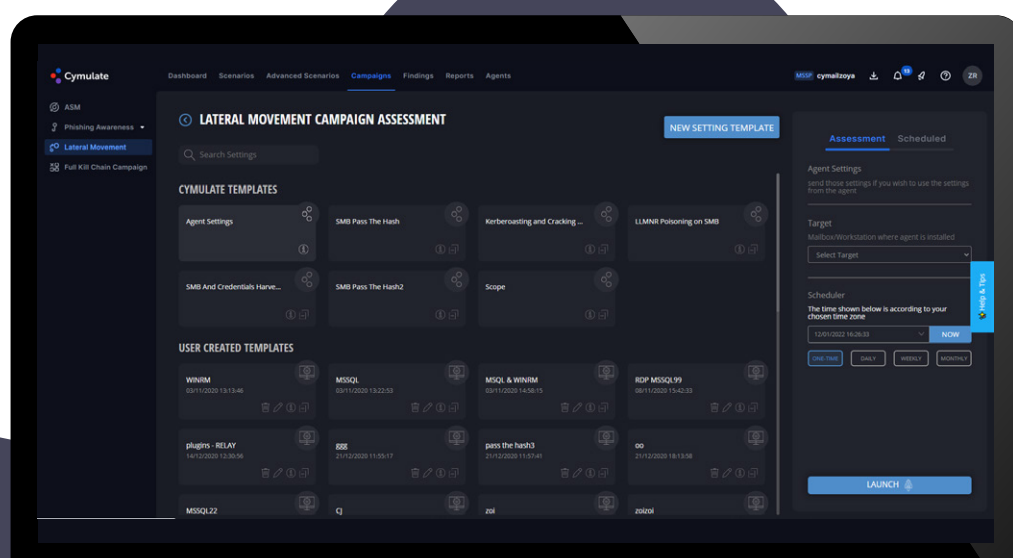 Cymulate
Dashboard Scenarios Advanced Scenarios Campaigns Findings Reports Agents
MSSP cymailzoya
13
ZR
ASM
Phishing Awareness
Lateral Movement
Full Kill Chain Campaign
LATERAL MOVEMENT CAMPAIGN ASSESSMENT
NEW SETTING TEMPLATE
Search Settings
CYMULATE TEMPLATES
Agent Settings
SMB Pass The Hash
Kerberoasting and Cracking ...
LLMNR Poisoning on SMB
SMB And Credentials Harve...
SMB Pass The Hash2
Scope
USER CREATED TEMPLATES
WINRM
03/11/2020 13:13:46
MSSQL
03/11/2020 13:22:53
MSQL & WINRM
03/11/2020 14:56:15
RDP MSSQL99
08/11/2020 15:42:33
plugins - RELAY
14/12/2020 12:30:56
ggg
21/12/2020 11:55:17
pass the hash3
21/12/2020 11:57:41
oo
21/12/2020 18:13:58
MSSQL22
CJ
zoi
zoizoi
Assessment Scheduled
Agent Settings
send those settings if you wish to use the settings
from the agent
Target
Mailbox/Workstation where agent is installed
Select Target
Scheduler
The time shown below is according to your
chosen time zone
12/01/2022 16:26:33
NOW
ONE-TIME DAILY WEEKLY MONTHLY
LAUNCH
Help & Tips